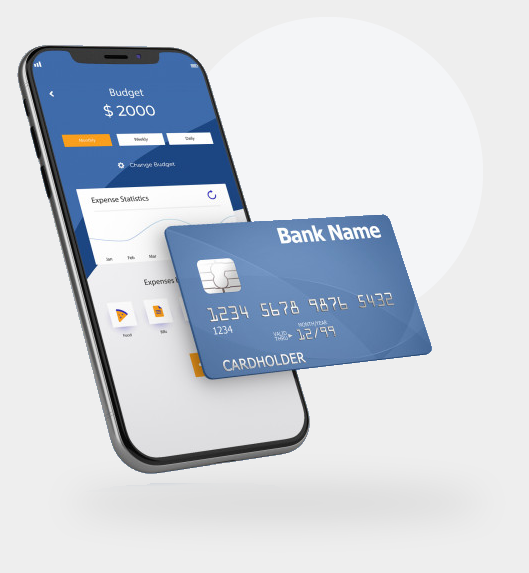 Budget
$ 2000
Monthly Weekly Daily
Change Budget
Expense Statistics
Jan Feb Mar
Expenses
Food Bills
Bank Name
1234 5678 9876 5432
1234
MONTH/YEAR
VALID
THRU
12/99
CARDHOLDER